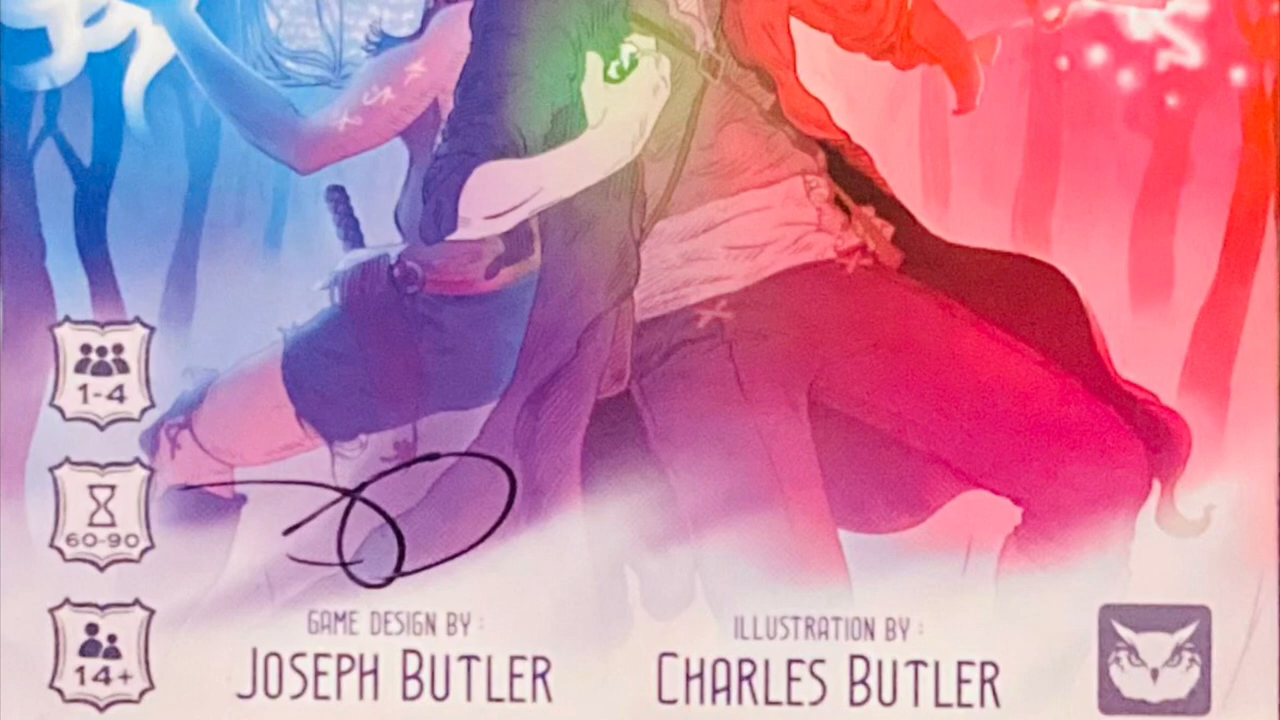 1-4
60-90
14+
GAME DESIGN BY :
JOSEPH BUTLER
ILLUSTRATION BY :
CHARLES BUTLER